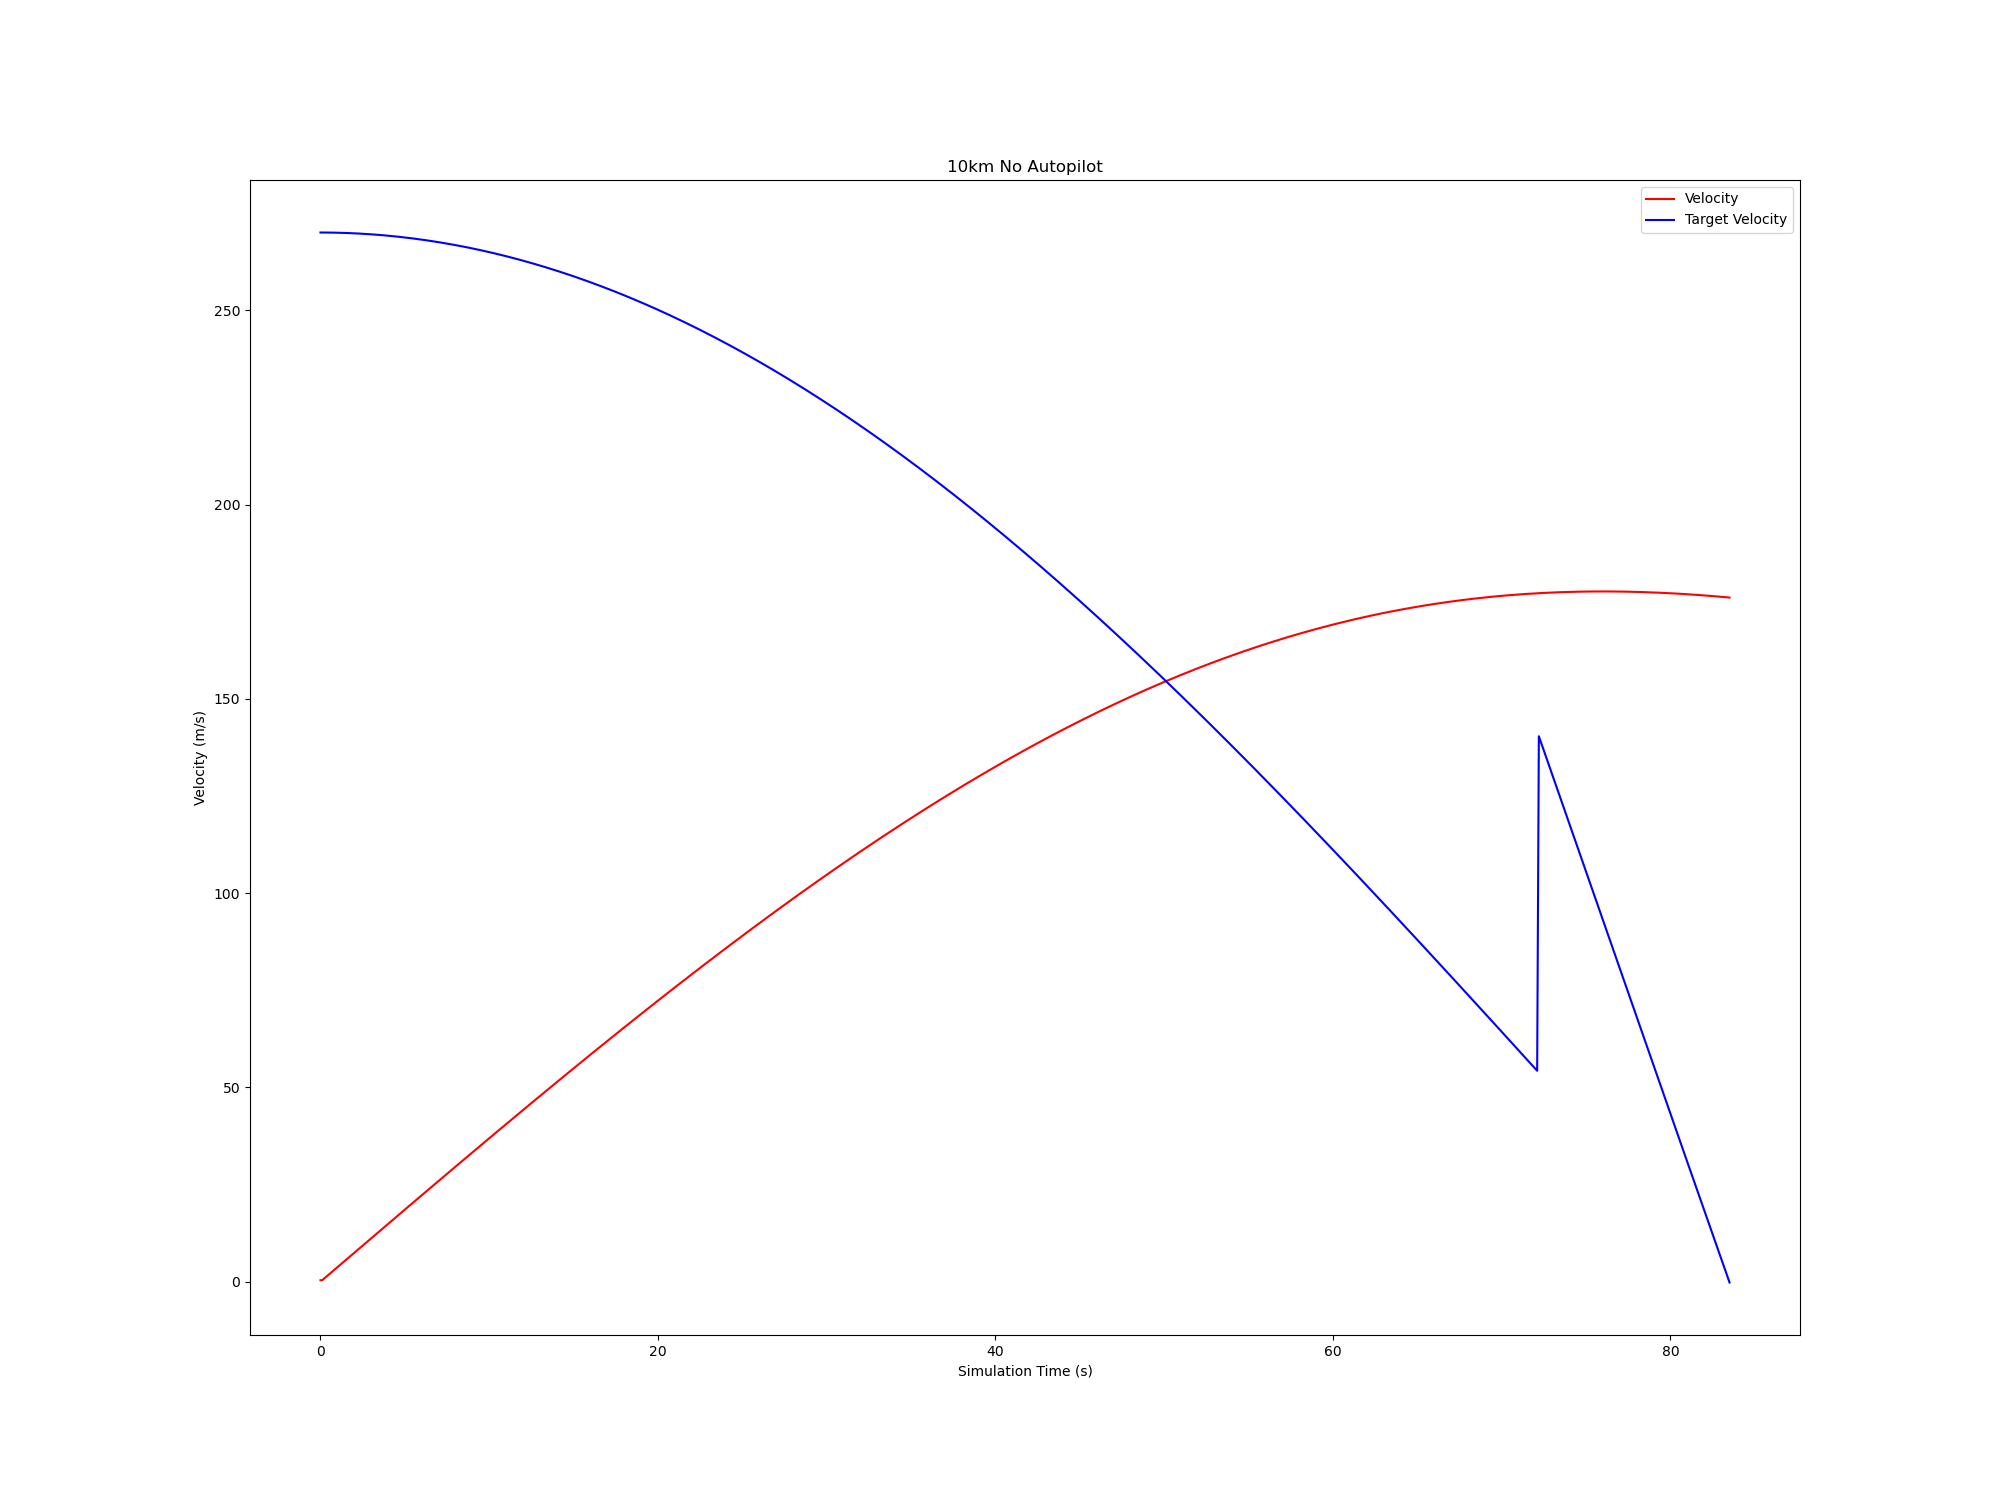 10km No Autopilot
Velocity
Target Velocity
250
200
150
100
50
0
Velocity (m/s)
0 20 40 60 80
Simulation Time (s)